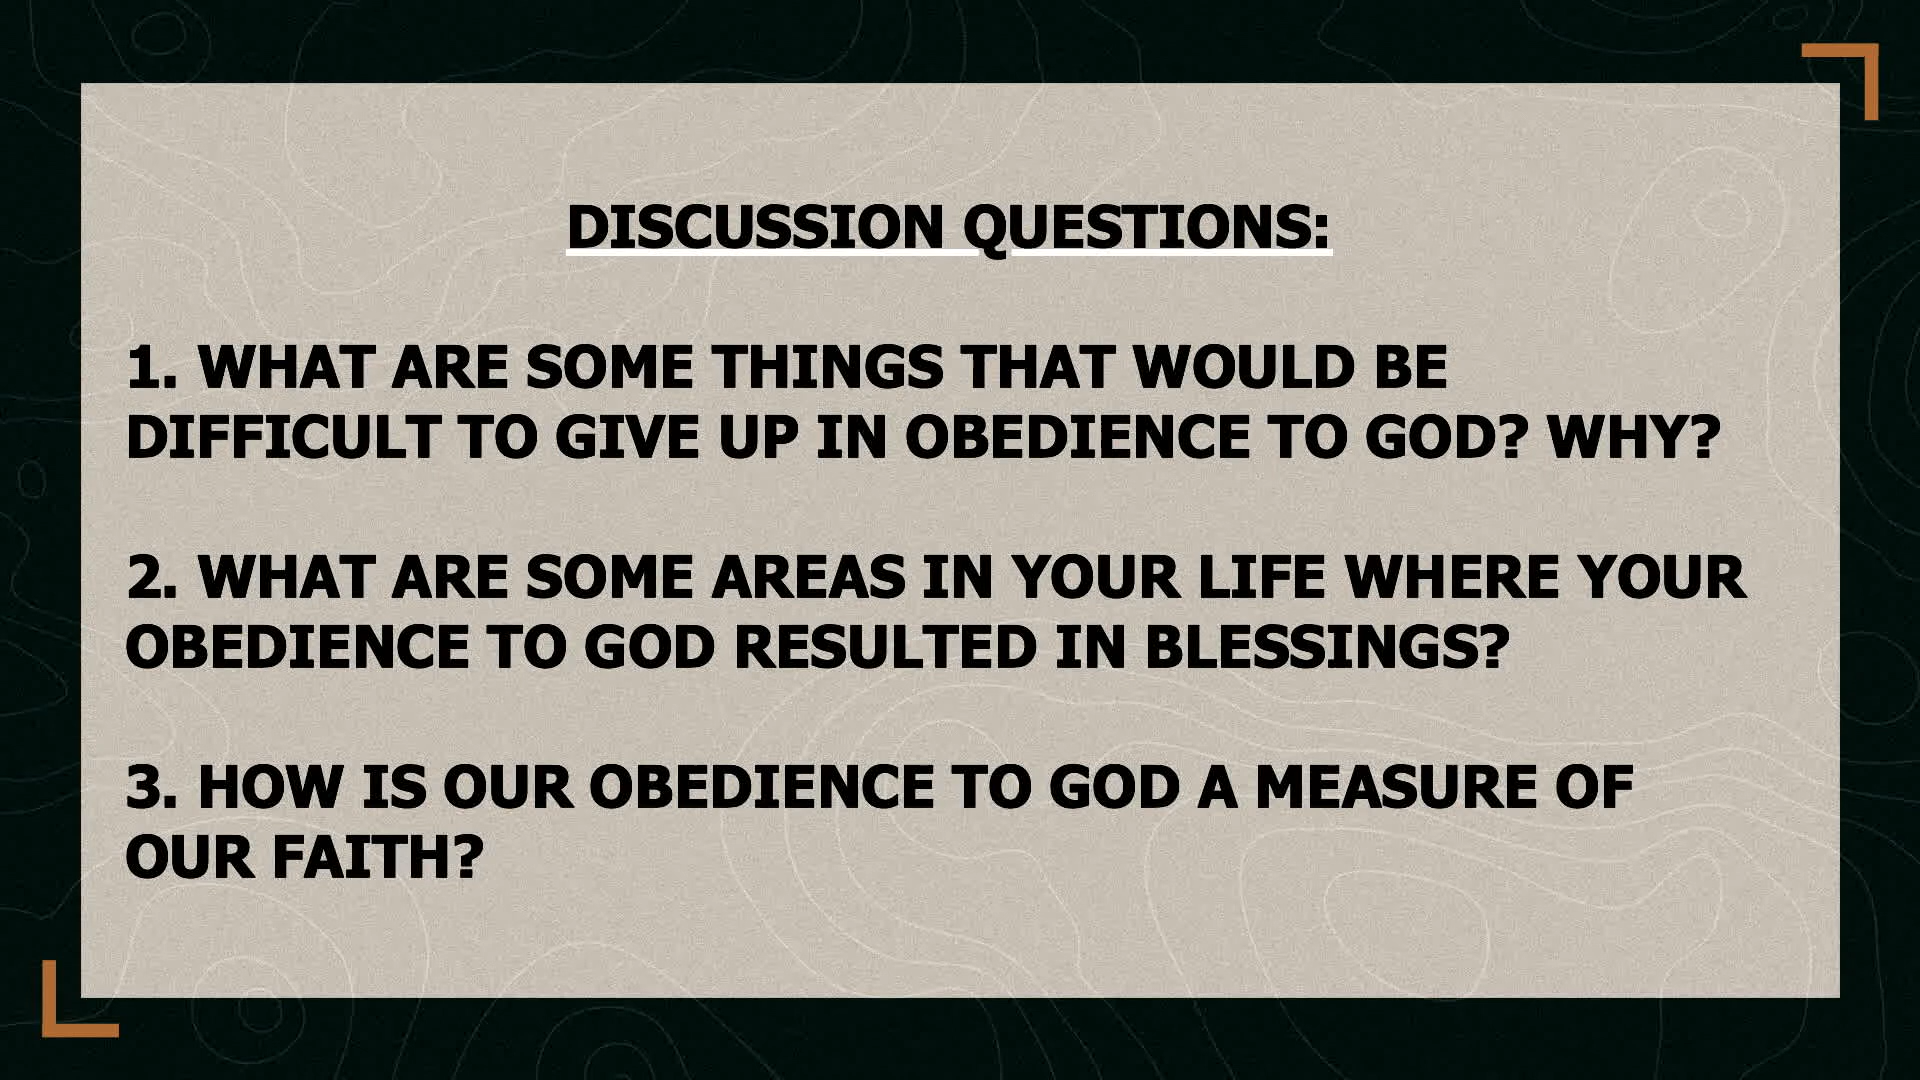 DISCUSSION QUESTIONS:
1. WHAT ARE SOME THINGS THAT WOULD BE
DIFFICULT TO GIVE UP IN OBEDIENCE TO GOD? WHY?
2. WHAT ARE SOME AREAS IN YOUR LIFE WHERE YOUR
OBEDIENCE TO GOD RESULTED IN BLESSINGS?
3. HOW IS OUR OBEDIENCE TO GOD A MEASURE OF
OUR FAITH?